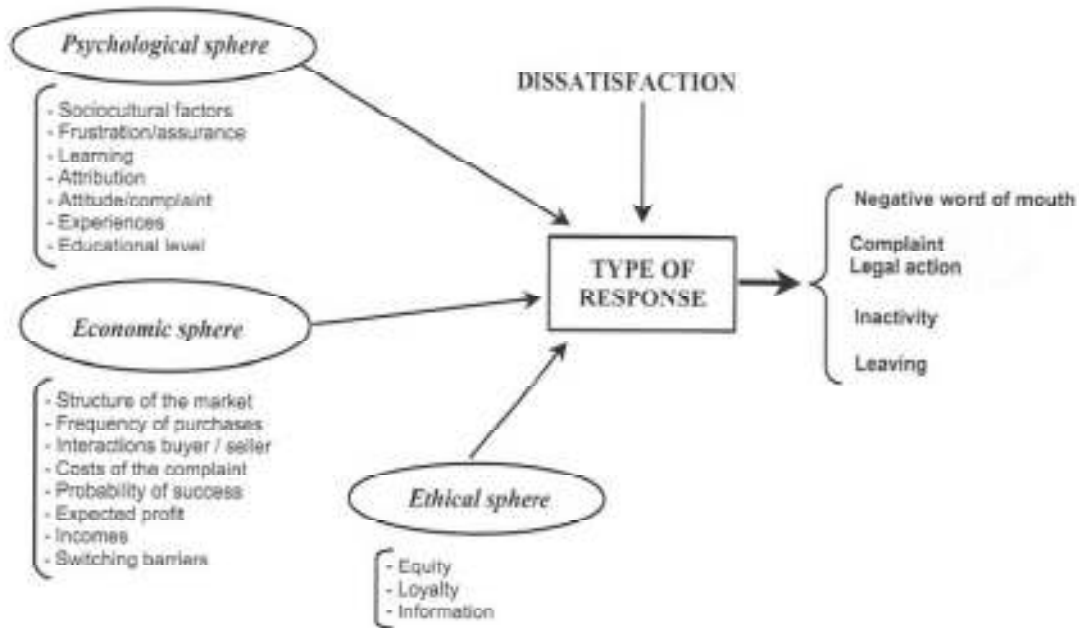 Psychological sphere
- Sociocultural factors
- Frustration/assurance
- Learning
- Attribution
- Attitude/complaint
- Experiences
- Educational level
DISSATISFACTION
TYPE OF
RESPONSE
Negative word of mouth
Complaint
Legal action
Inactivity
Leaving
Economic sphere
- Structure of the market
- Frequency of purchases
- Interactions buyer / seller
- Costs of the complaint
- Probability of success
- Expected profit
- Incomes
- Switching barriers
Ethical sphere
- Equity
- Loyalty
- Information